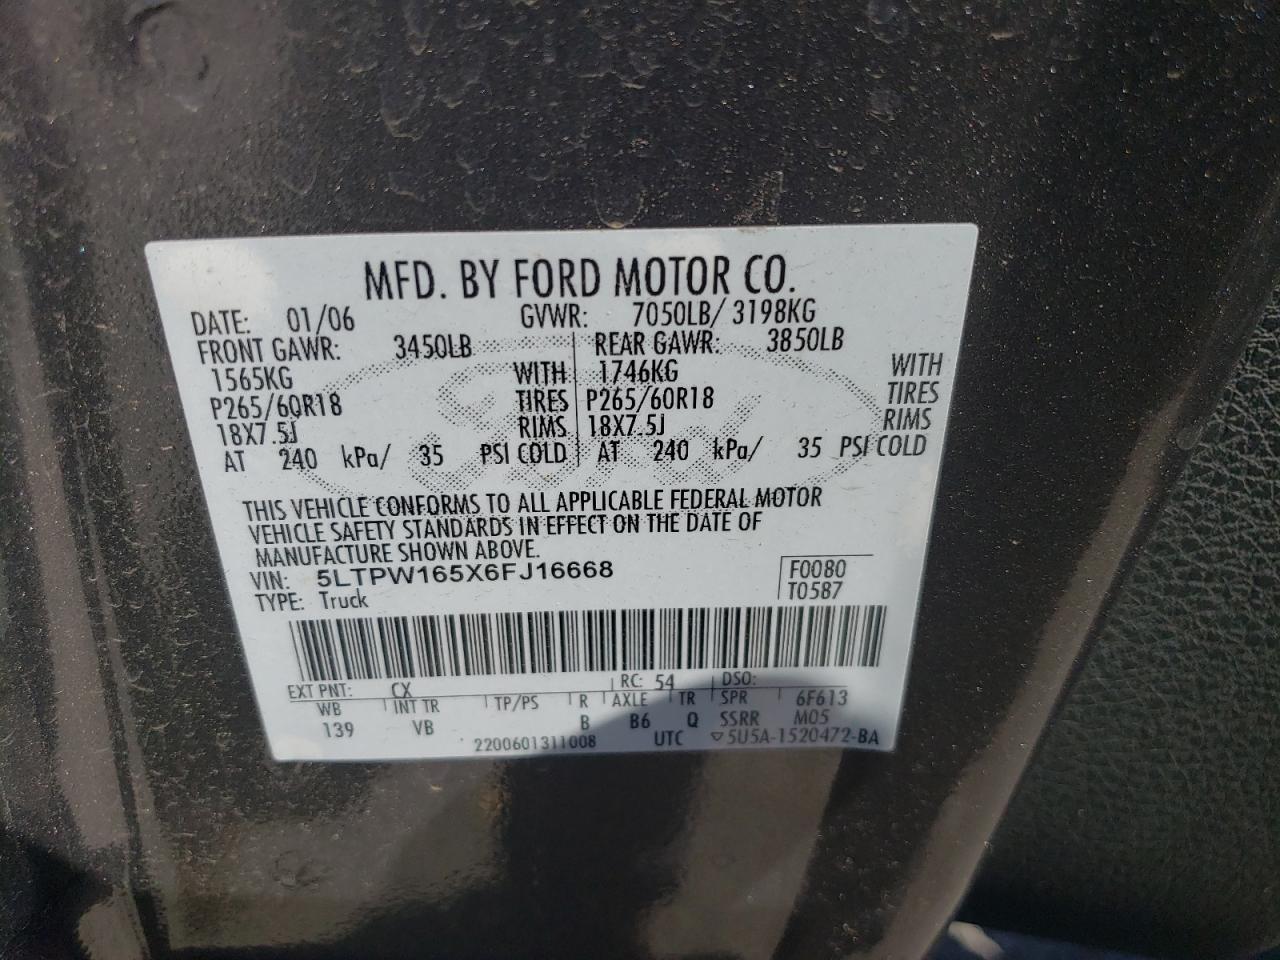 MFD. BY FORD MOTOR CO.
DATE: 01/06 GVWR: 7050LB/ 3198KG
FRONT GAWR: 3450LB REAR GAWR: 3850LB
1565KG WITH 1746KG WITH
P265/60R18 TIRES P265/60R18 TIRES
18X7.5J RIMS 18X7.5J RIMS
AT 240 kPa/ 35 PSI COLD AT 240 kPa/ 35 PSI COLD
THIS VEHICLE CONFORMS TO ALL APPLICABLE FEDERAL MOTOR
VEHICLE SAFETY STANDARDS IN EFFECT ON THE DATE OF
MANUFACTURE SHOWN ABOVE.
VIN: 5LTPW165X6FJ16668 F0080
TYPE: Truck T0587
EXT PNT: CX RC: 54 DSO:
WB INT TR TP/PS R AXLE TR SPR 6F613
139 VB B B6 Q SSRR M05
2200601311008 UTC ▽5U5A-1520472-BA